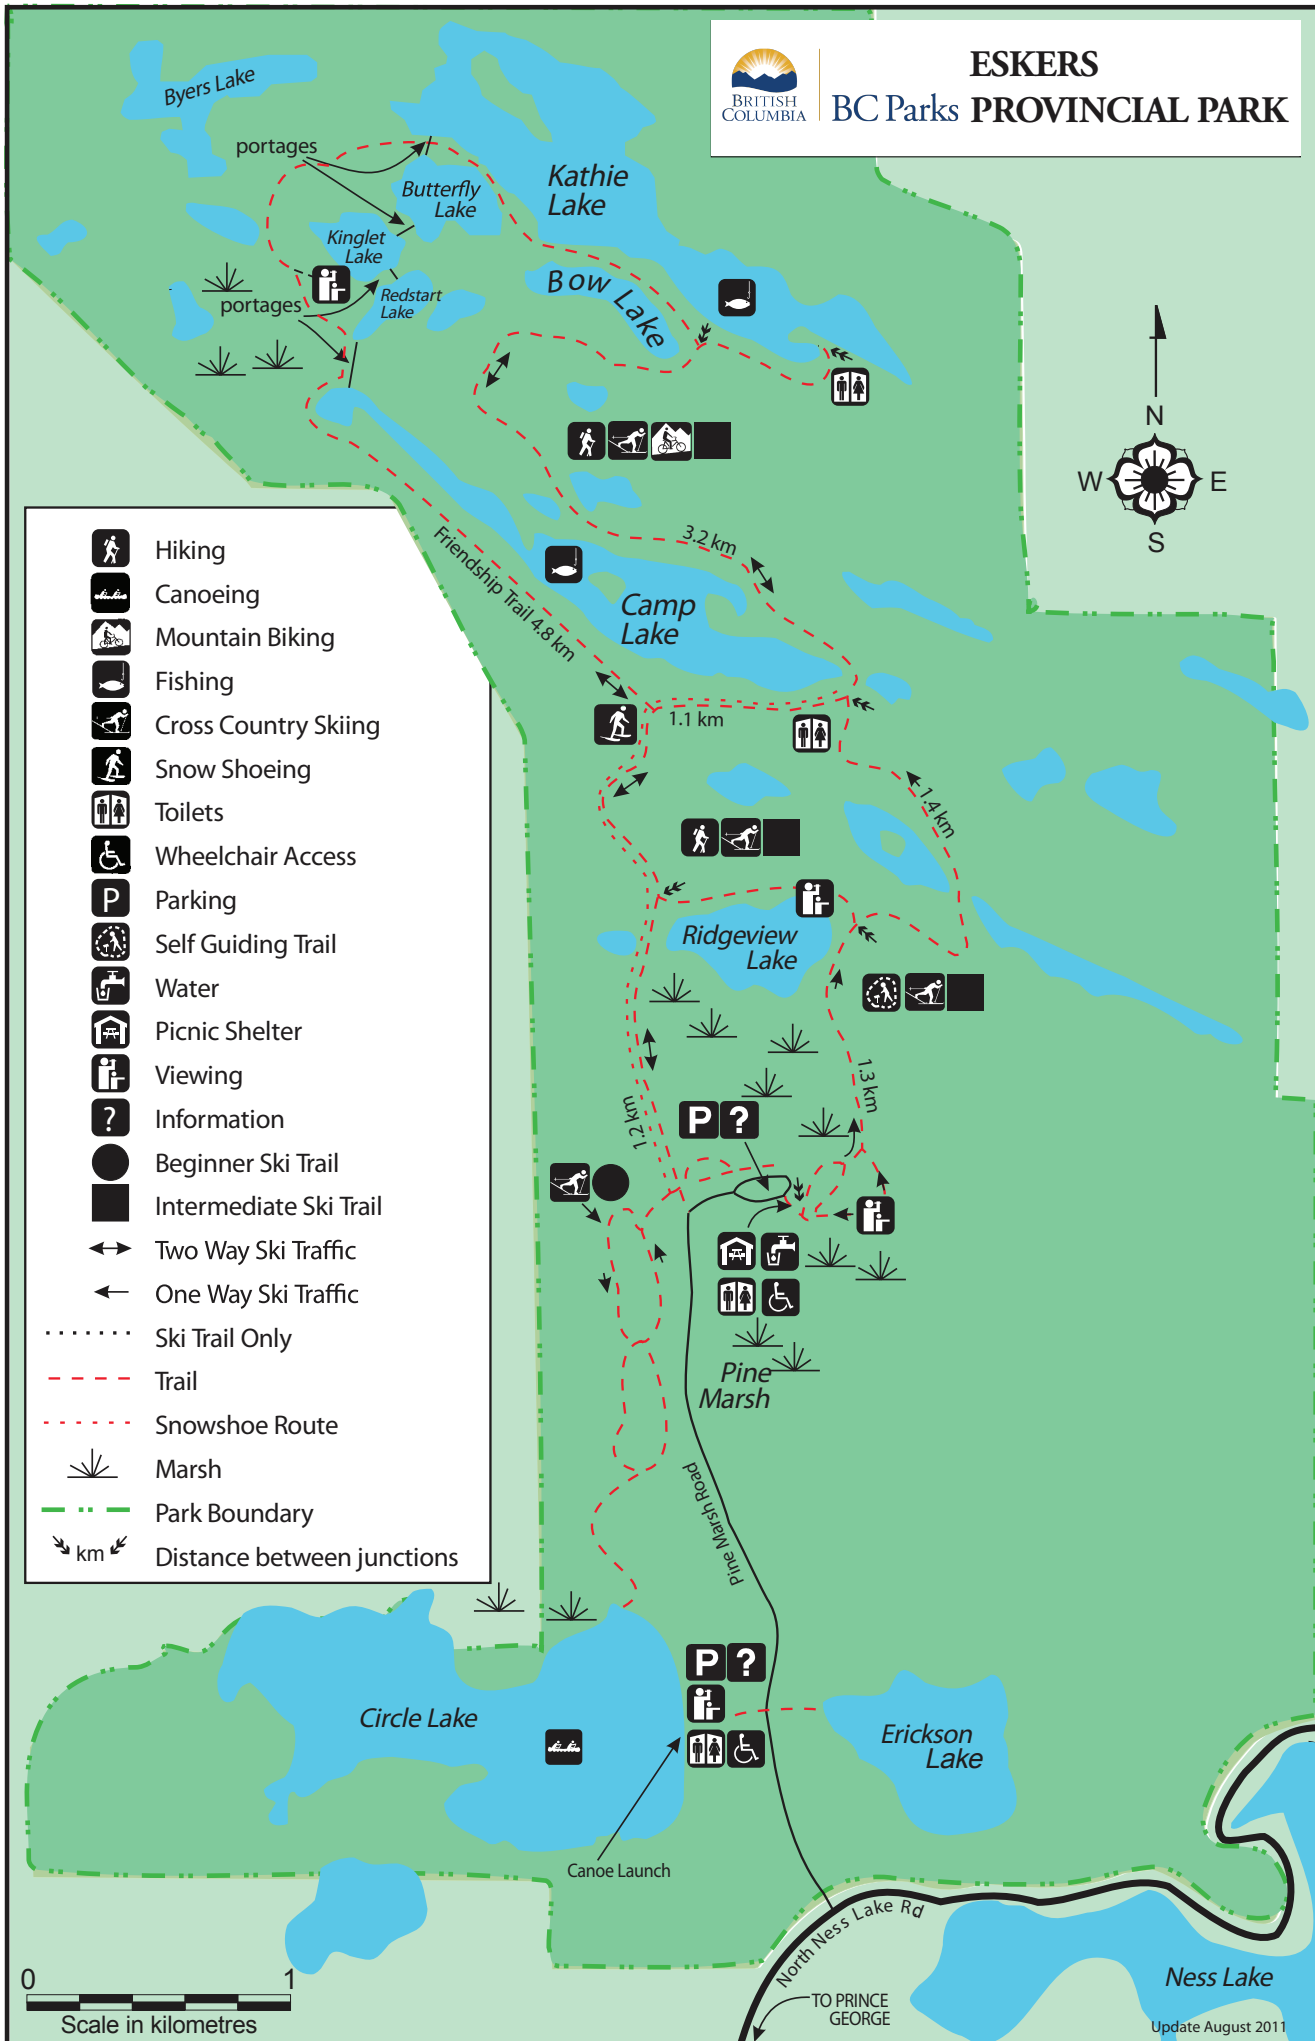 ESKERS
PROVINCIAL PARK
BRITISH
COLUMBIA
BC Parks
Byers Lake
portages
Butterfly
Lake
Kathie
Lake
Kinglet
Lake
Bow Lake
Redstart
Lake
portages
N
W
E
S
3.2 km
Friendship Trail 4.8 km
Camp
Lake
1.1 km
1.4 km
Ridgeview
Lake
1.3 km
1.2 km
P
?
Pine
Marsh
Pine Marsh Road
Hiking
Canoeing
Mountain Biking
Fishing
Cross Country Skiing
Snow Shoeing
Toilets
Wheelchair Access
P Parking
Self Guiding Trail
Water
Picnic Shelter
Viewing
? Information
Beginner Ski Trail
Intermediate Ski Trail
Two Way Ski Traffic
One Way Ski Traffic
Ski Trail Only
Trail
Snowshoe Route
Marsh
Park Boundary
km Distance between junctions
P
?
Circle Lake
Erickson
Lake
Canoe Launch
North Ness Lake Rd
Ness Lake
TO PRINCE
GEORGE
0
1
Scale in kilometres
Update August 2011